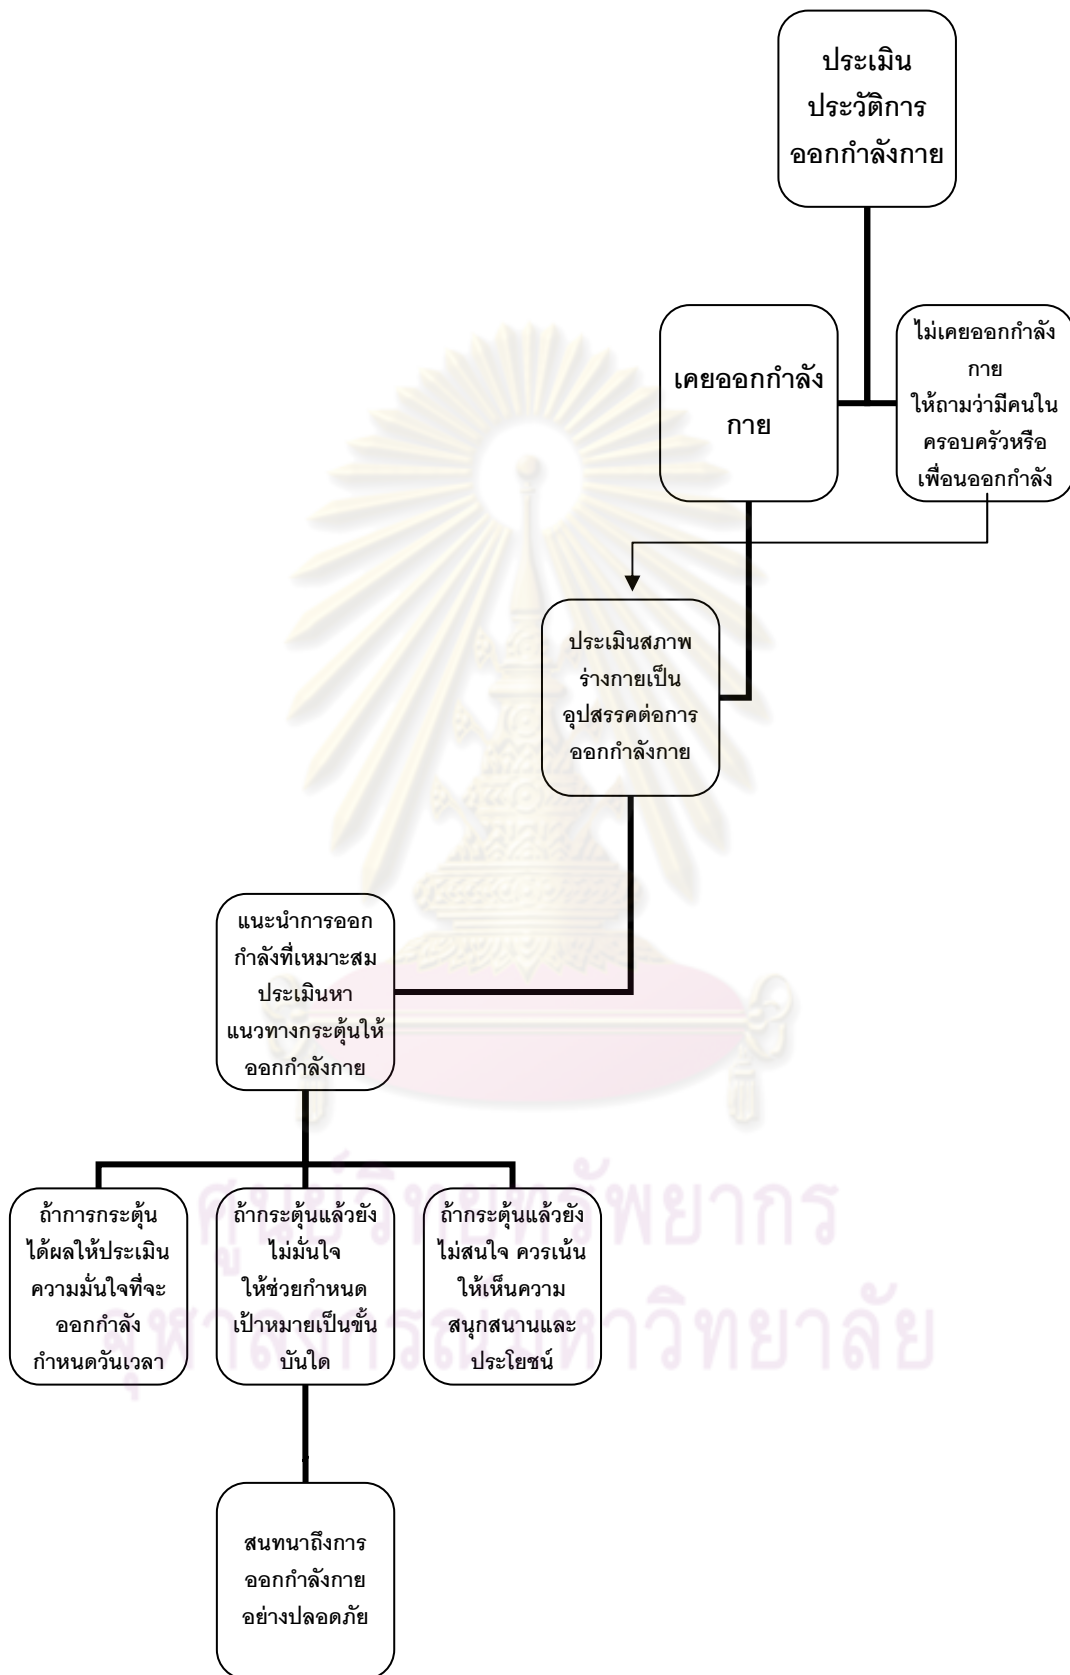 ประเมิน
ประวัติการ
ออกกำลังกาย
เคยออกกำลัง
กาย
ไม่เคยออกกำลัง
กาย
ให้ถามว่ามีคนใน
ครอบครัวหรือ
เพื่อนออกกำลัง
ประเมินสภาพ
ร่างกายเป็น
อุปสรรคต่อการ
ออกกำลังกาย
แนะนำการออก
กำลังที่เหมาะสม
ประเมินหา
แนวทางกระตุ้นให้
ออกกำลังกาย
ถ้าการกระตุ้น
ได้ผลให้ประเมิน
ความมั่นใจที่จะ
ออกกำลัง
กำหนดวันเวลา
ถ้ากระตุ้นแล้วยัง
ไม่มั่นใจ
ให้ช่วยกำหนด
เป้าหมายเป็นขั้น
บันใด
ถ้ากระตุ้นแล้วยัง
ไม่สนใจ ควรเน้น
ให้เห็นความ
สนุกสนานและ
ประโยชน์
สนทนาถึงการ
ออกกำลังกาย
อย่างปลอดภัย
ศูนย์วิทยทรัพยากร
จุฬาลงกรณ์มหาวิทยาลัย